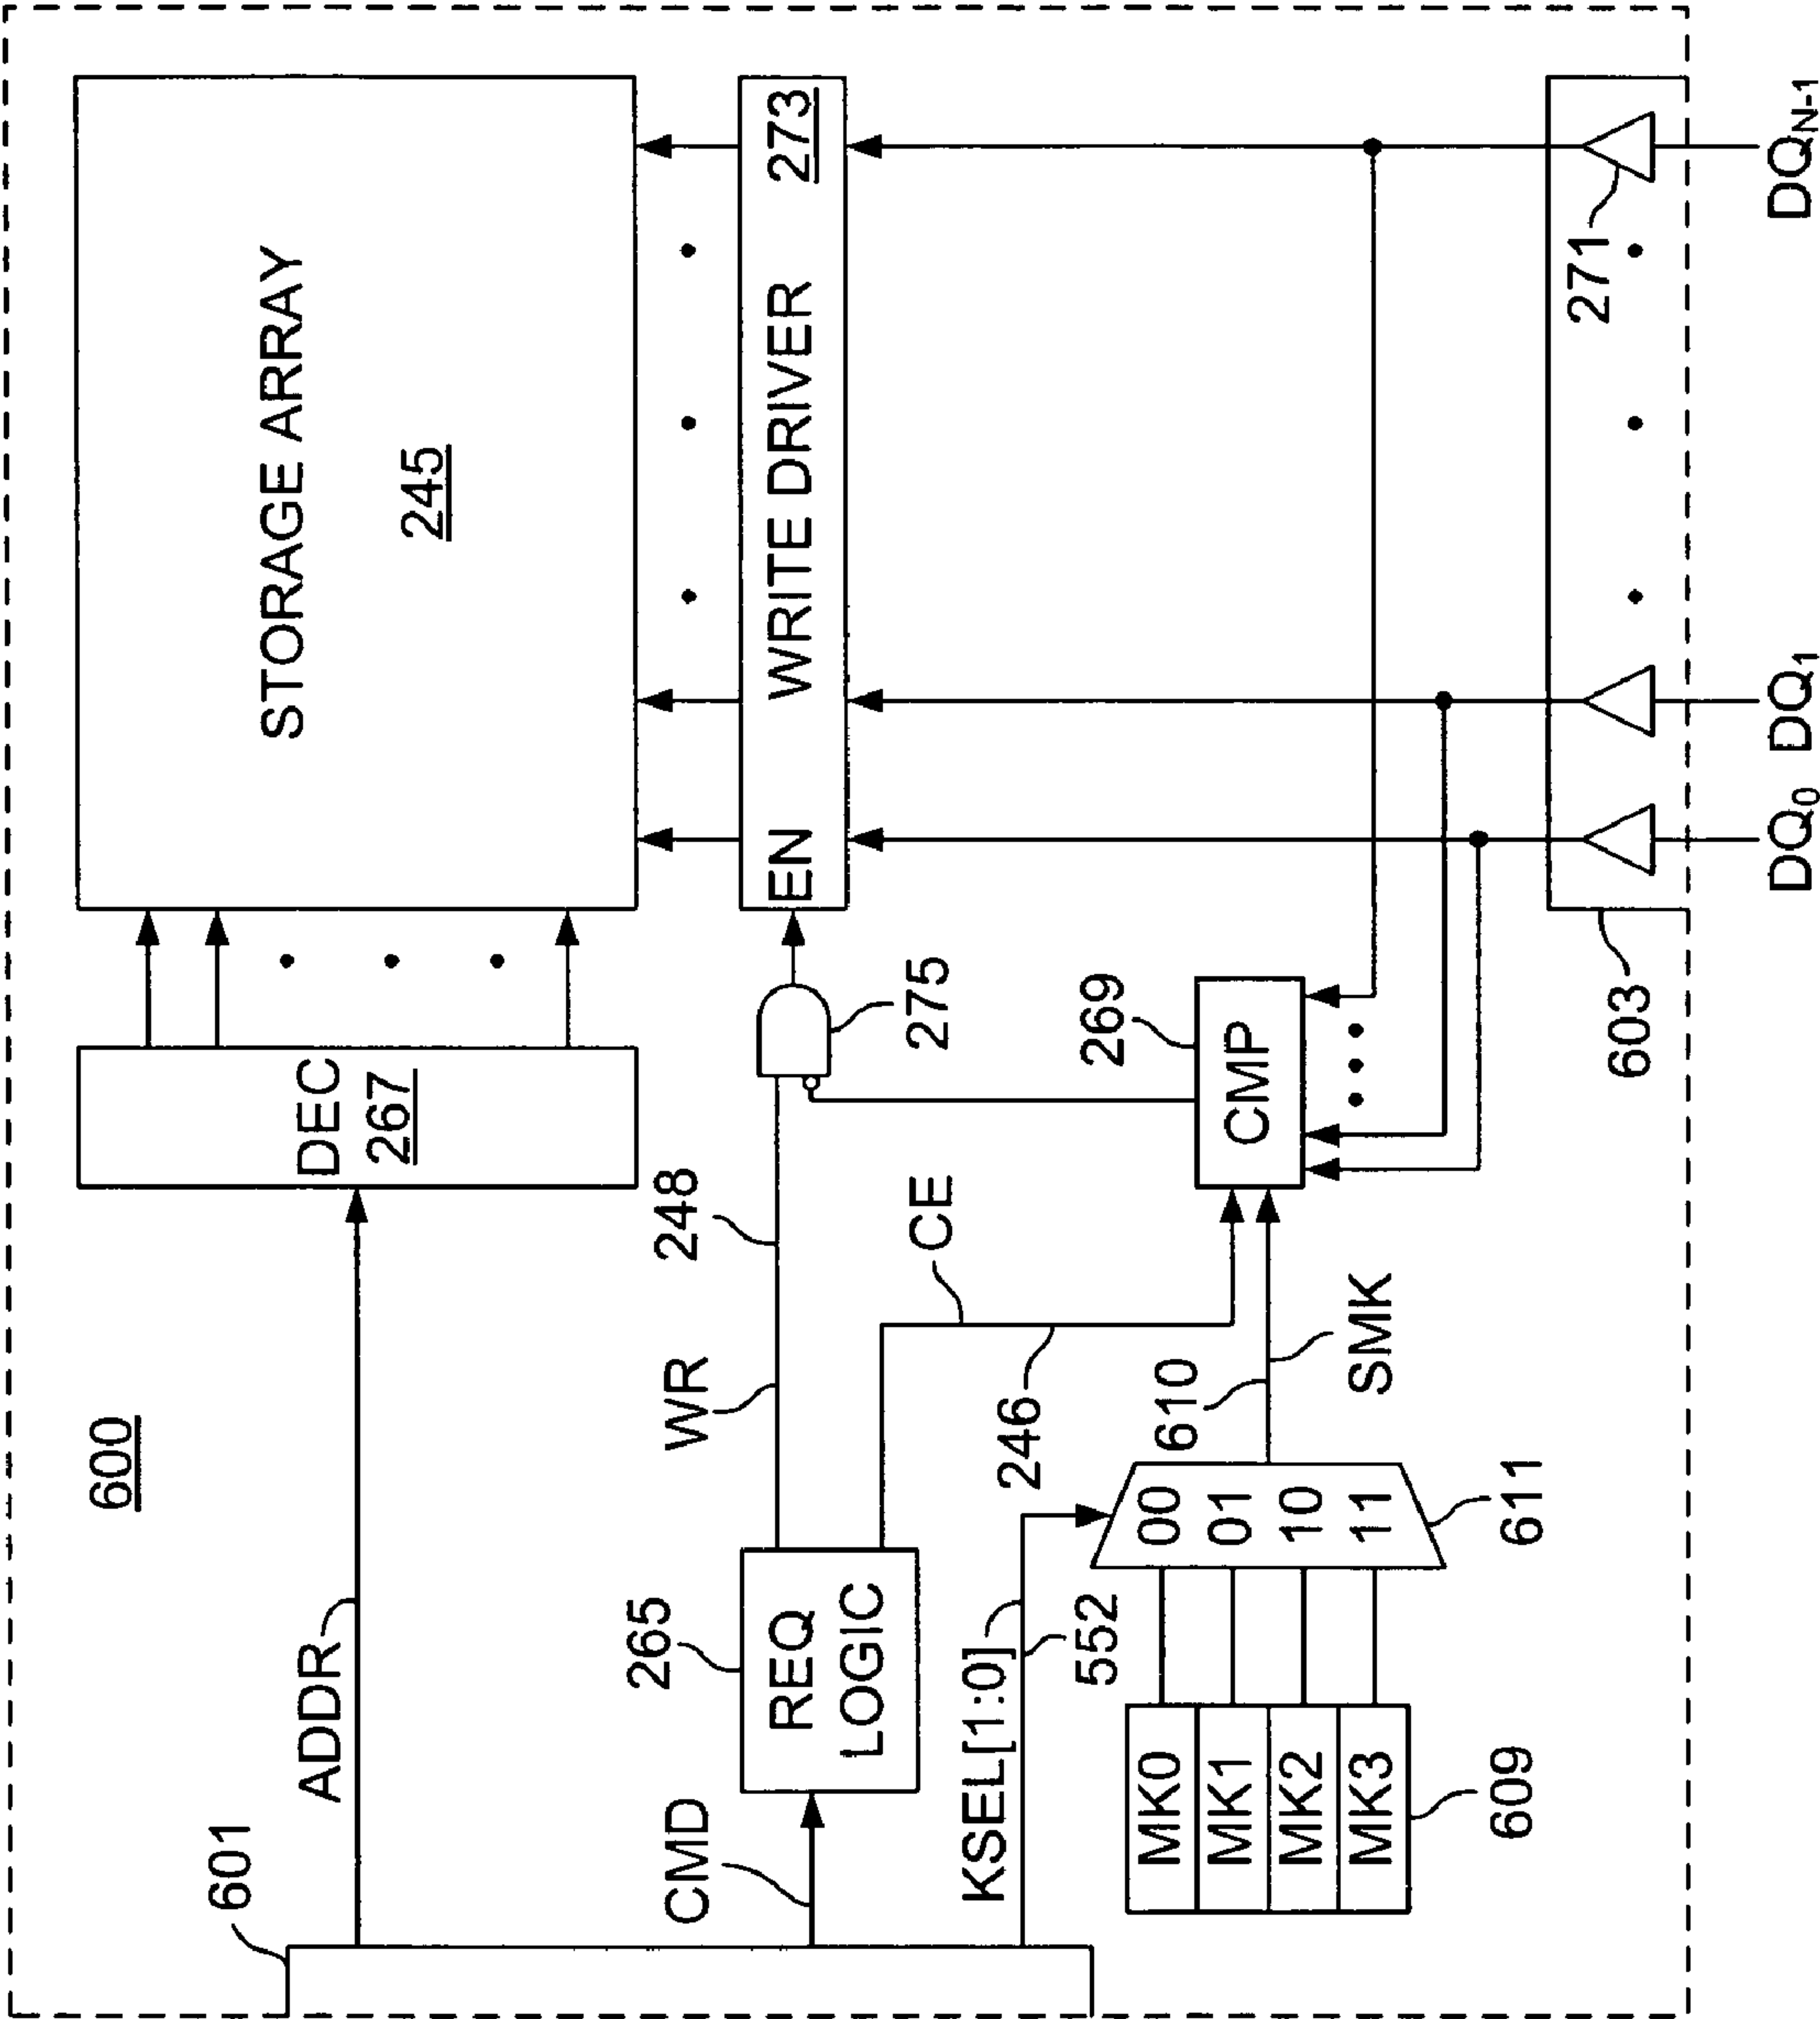 600
601
ADDR
DEC
267
STORAGE ARRAY
245
CMD
265
REQ
LOGIC
WR
248
275
EN
WRITE DRIVER
273
CE
246
KSEL[1:0]
552
MK0
MK1
MK2
MK3
609
00
01
10
11
611
610
SMK
269
CMP
603
271
DQ0
DQ1
DQN-1